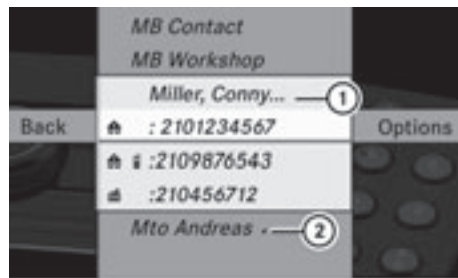 MB Contact
MB Workshop
Miller, Conny... 1
Back : 2101234567 Options
:2109876543
:210456712
Mto Andreas 2